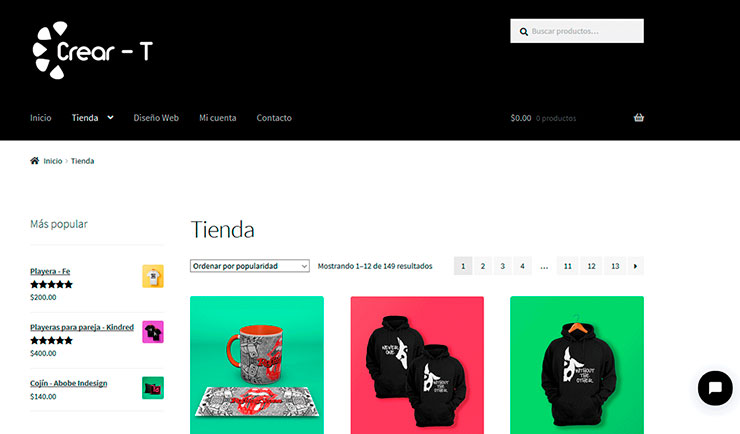 Crear - T
Buscar productos…
Inicio
Tienda
Diseño Web
Mi cuenta
Contacto
$0.00 0 productos
Inicio › Tienda
Más popular
Playera - Fe
$200.00
Playeras para pareja - Kindred
$400.00
Cojín - Abobe Indesign
$140.00
Tienda
Ordenar por popularidad
Mostrando 1–12 de 149 resultados
1 2 3 4 … 11 12 13
NEVER
ONE
WITHOUT
THE
OTHER
WITHOUT
THE
OTHER